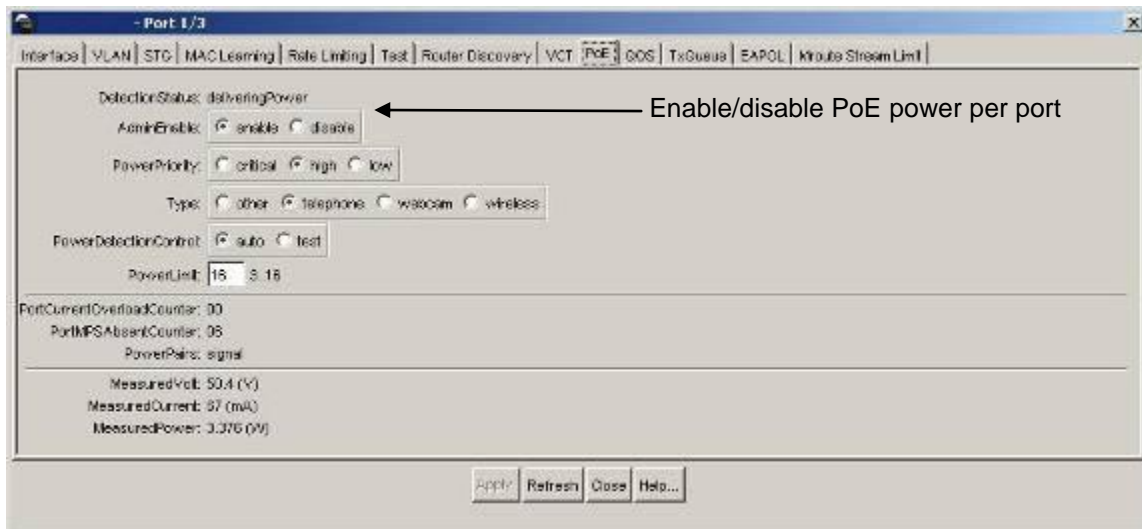 - Port 1/3
Interface | VLAN | STG | MAC Learning | Rate Limiting | Test | Router Discovery | VCT | PoE | QOS | TxQueue | EAPOL | Mroute Stream Limit |
DetectionStatus: deliveringPower
Enable/disable PoE power per port
AdminEnable: enable disable
PowerPriority: critical high low
Type: other telephone webcam wireless
PowerDetectionControl: auto test
PowerLimit: 16 3..16
PortCurrentOverloadCounter: 00
PortMPSAbsentCounter: 06
PowerPairs: signal
MeasuredVolt: 50.4 (V)
MeasuredCurrent: 67 (mA)
MeasuredPower: 3.376 (W)
Apply Refresh Close Help...